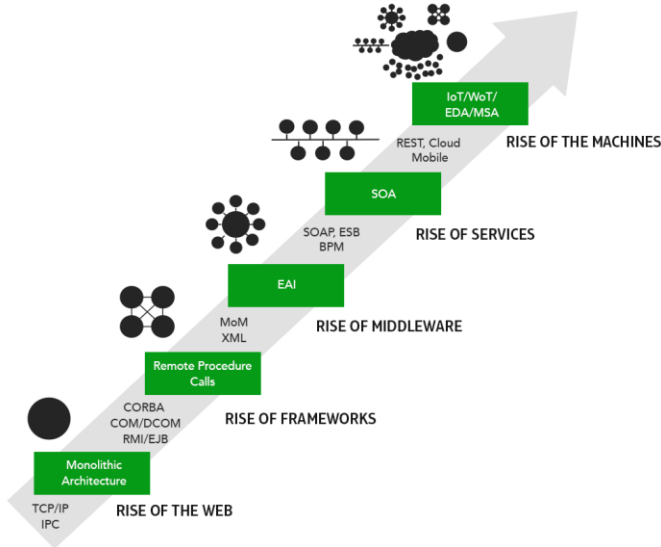 IoT/WoT/
EDA/MSA
REST, Cloud
Mobile
RISE OF THE MACHINES
SOA
SOAP, ESB
BPM
RISE OF SERVICES
EAI
MoM
XML
RISE OF MIDDLEWARE
Remote Procedure
Calls
CORBA
COM/DCOM
RMI/EJB
RISE OF FRAMEWORKS
Monolithic
Architecture
TCP/IP
IPC
RISE OF THE WEB